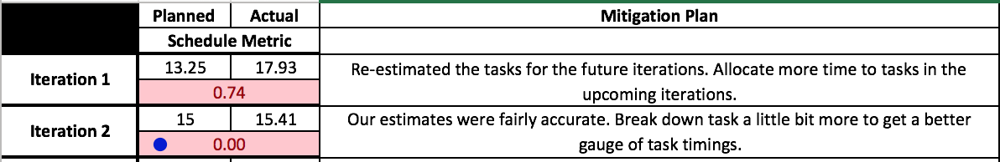 Planned Actual Mitigation Plan
Schedule Metric
Iteration 1 13.25 17.93 Re-estimated the tasks for the future iterations. Allocate more time to tasks in the
0.74 upcoming iterations.
Iteration 2 15 15.41 Our estimates were fairly accurate. Break down task a little bit more to get a better
0.00 gauge of task timings.